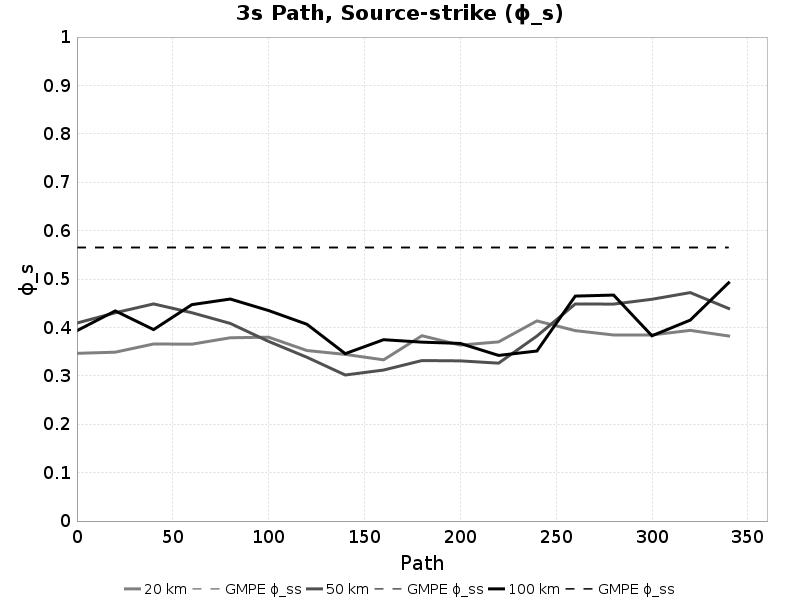 3s Path, Source-strike (ϕ_s)
1
0.9
0.8
0.7
0.6
0.5
0.4
0.3
0.2
0.1
0
ϕ_s
0 50 100 150 200 250 300 350
Path
20 km GMPE ϕ_ss 50 km GMPE ϕ_ss 100 km GMPE ϕ_ss